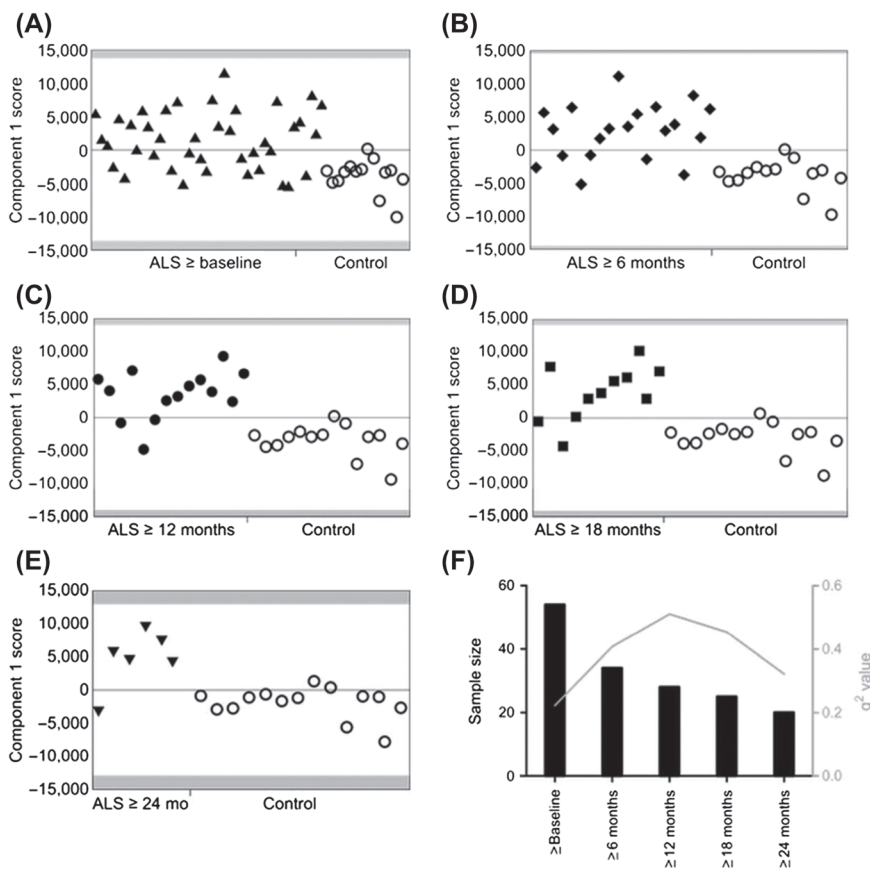 (A)
Component 1 score
15,000
10,000
5,000
0
−5,000
−10,000
−15,000
ALS ≥ baseline
Control
(B)
Component 1 score
15,000
10,000
5,000
0
−5,000
−10,000
−15,000
ALS ≥ 6 months
Control
(C)
Component 1 score
15,000
10,000
5,000
0
−5,000
−10,000
−15,000
ALS ≥ 12 months
Control
(D)
Component 1 score
15,000
10,000
5,000
0
−5,000
−10,000
−15,000
ALS ≥ 18 months
Control
(E)
Component 1 score
15,000
10,000
5,000
0
−5,000
−10,000
−15,000
ALS ≥ 24 mo
Control
(F)
Sample size
60
40
20
0
0.6
0.4
0.2
0.0
q² value
≥Baseline
≥6 months
≥12 months
≥18 months
≥24 months